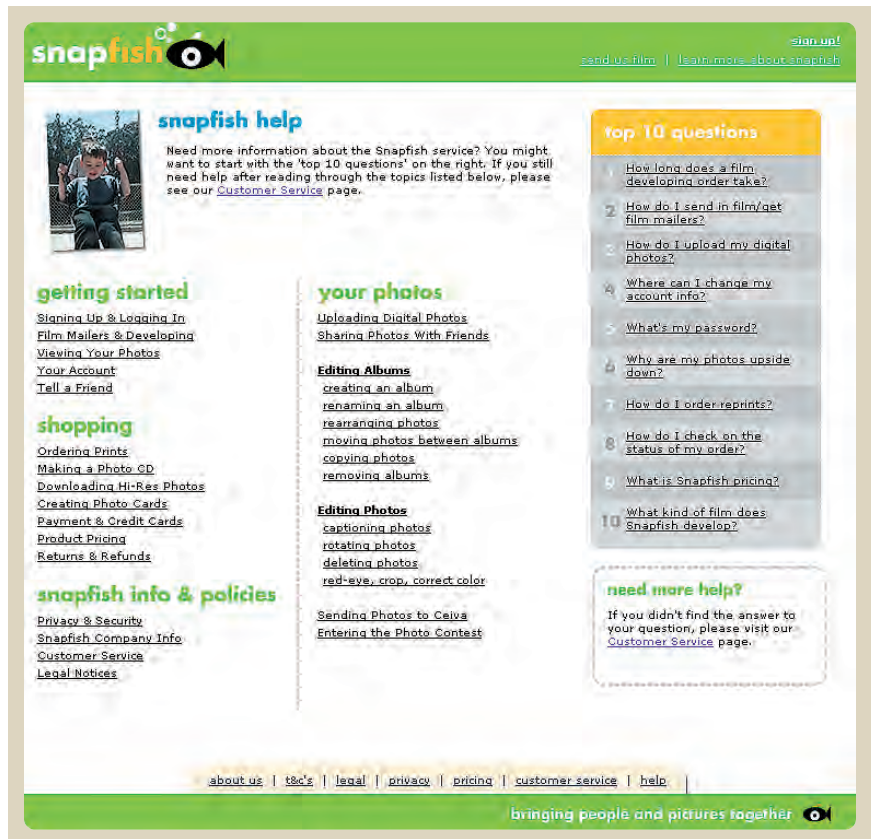 snapfish
sign up!
send us film | learn more about snapfish
snapfish help
Need more information about the Snapfish service? You might
want to start with the 'top 10 questions' on the right. If you still
need help after reading through the topics listed below, please
see our Customer Service page.
getting started
Signing Up & Logging In
Film Mailers & Developing
Viewing Your Photos
Your Account
Tell a Friend
shopping
Ordering Prints
Making a Photo CD
Downloading Hi-Res Photos
Creating Photo Cards
Payment & Credit Cards
Product Pricing
Returns & Refunds
snapfish info & policies
Privacy & Security
Snapfish Company Info
Customer Service
Legal Notices
your photos
Uploading Digital Photos
Sharing Photos With Friends
Editing Albums
creating an album
renaming an album
rearranging photos
moving photos between albums
copying photos
removing albums
Editing Photos
captioning photos
rotating photos
deleting photos
red-eye, crop, correct color
Sending Photos to Ceiva
Entering the Photo Contest
top 10 questions
1 How long does a film
developing order take?
2 How do I send in film/get
film mailers?
3 How do I upload my digital
photos?
4 Where can I change my
account info?
5 What's my password?
6 Why are my photos upside
down?
7 How do I order reprints?
8 How do I check on the
status of my order?
9 What is Snapfish pricing?
10 What kind of film does
Snapfish develop?
need more help?
If you didn't find the answer to
your question, please visit our
Customer Service page.
about us | t&c's | legal | privacy | pricing | customer service | help |
bringing people and pictures together